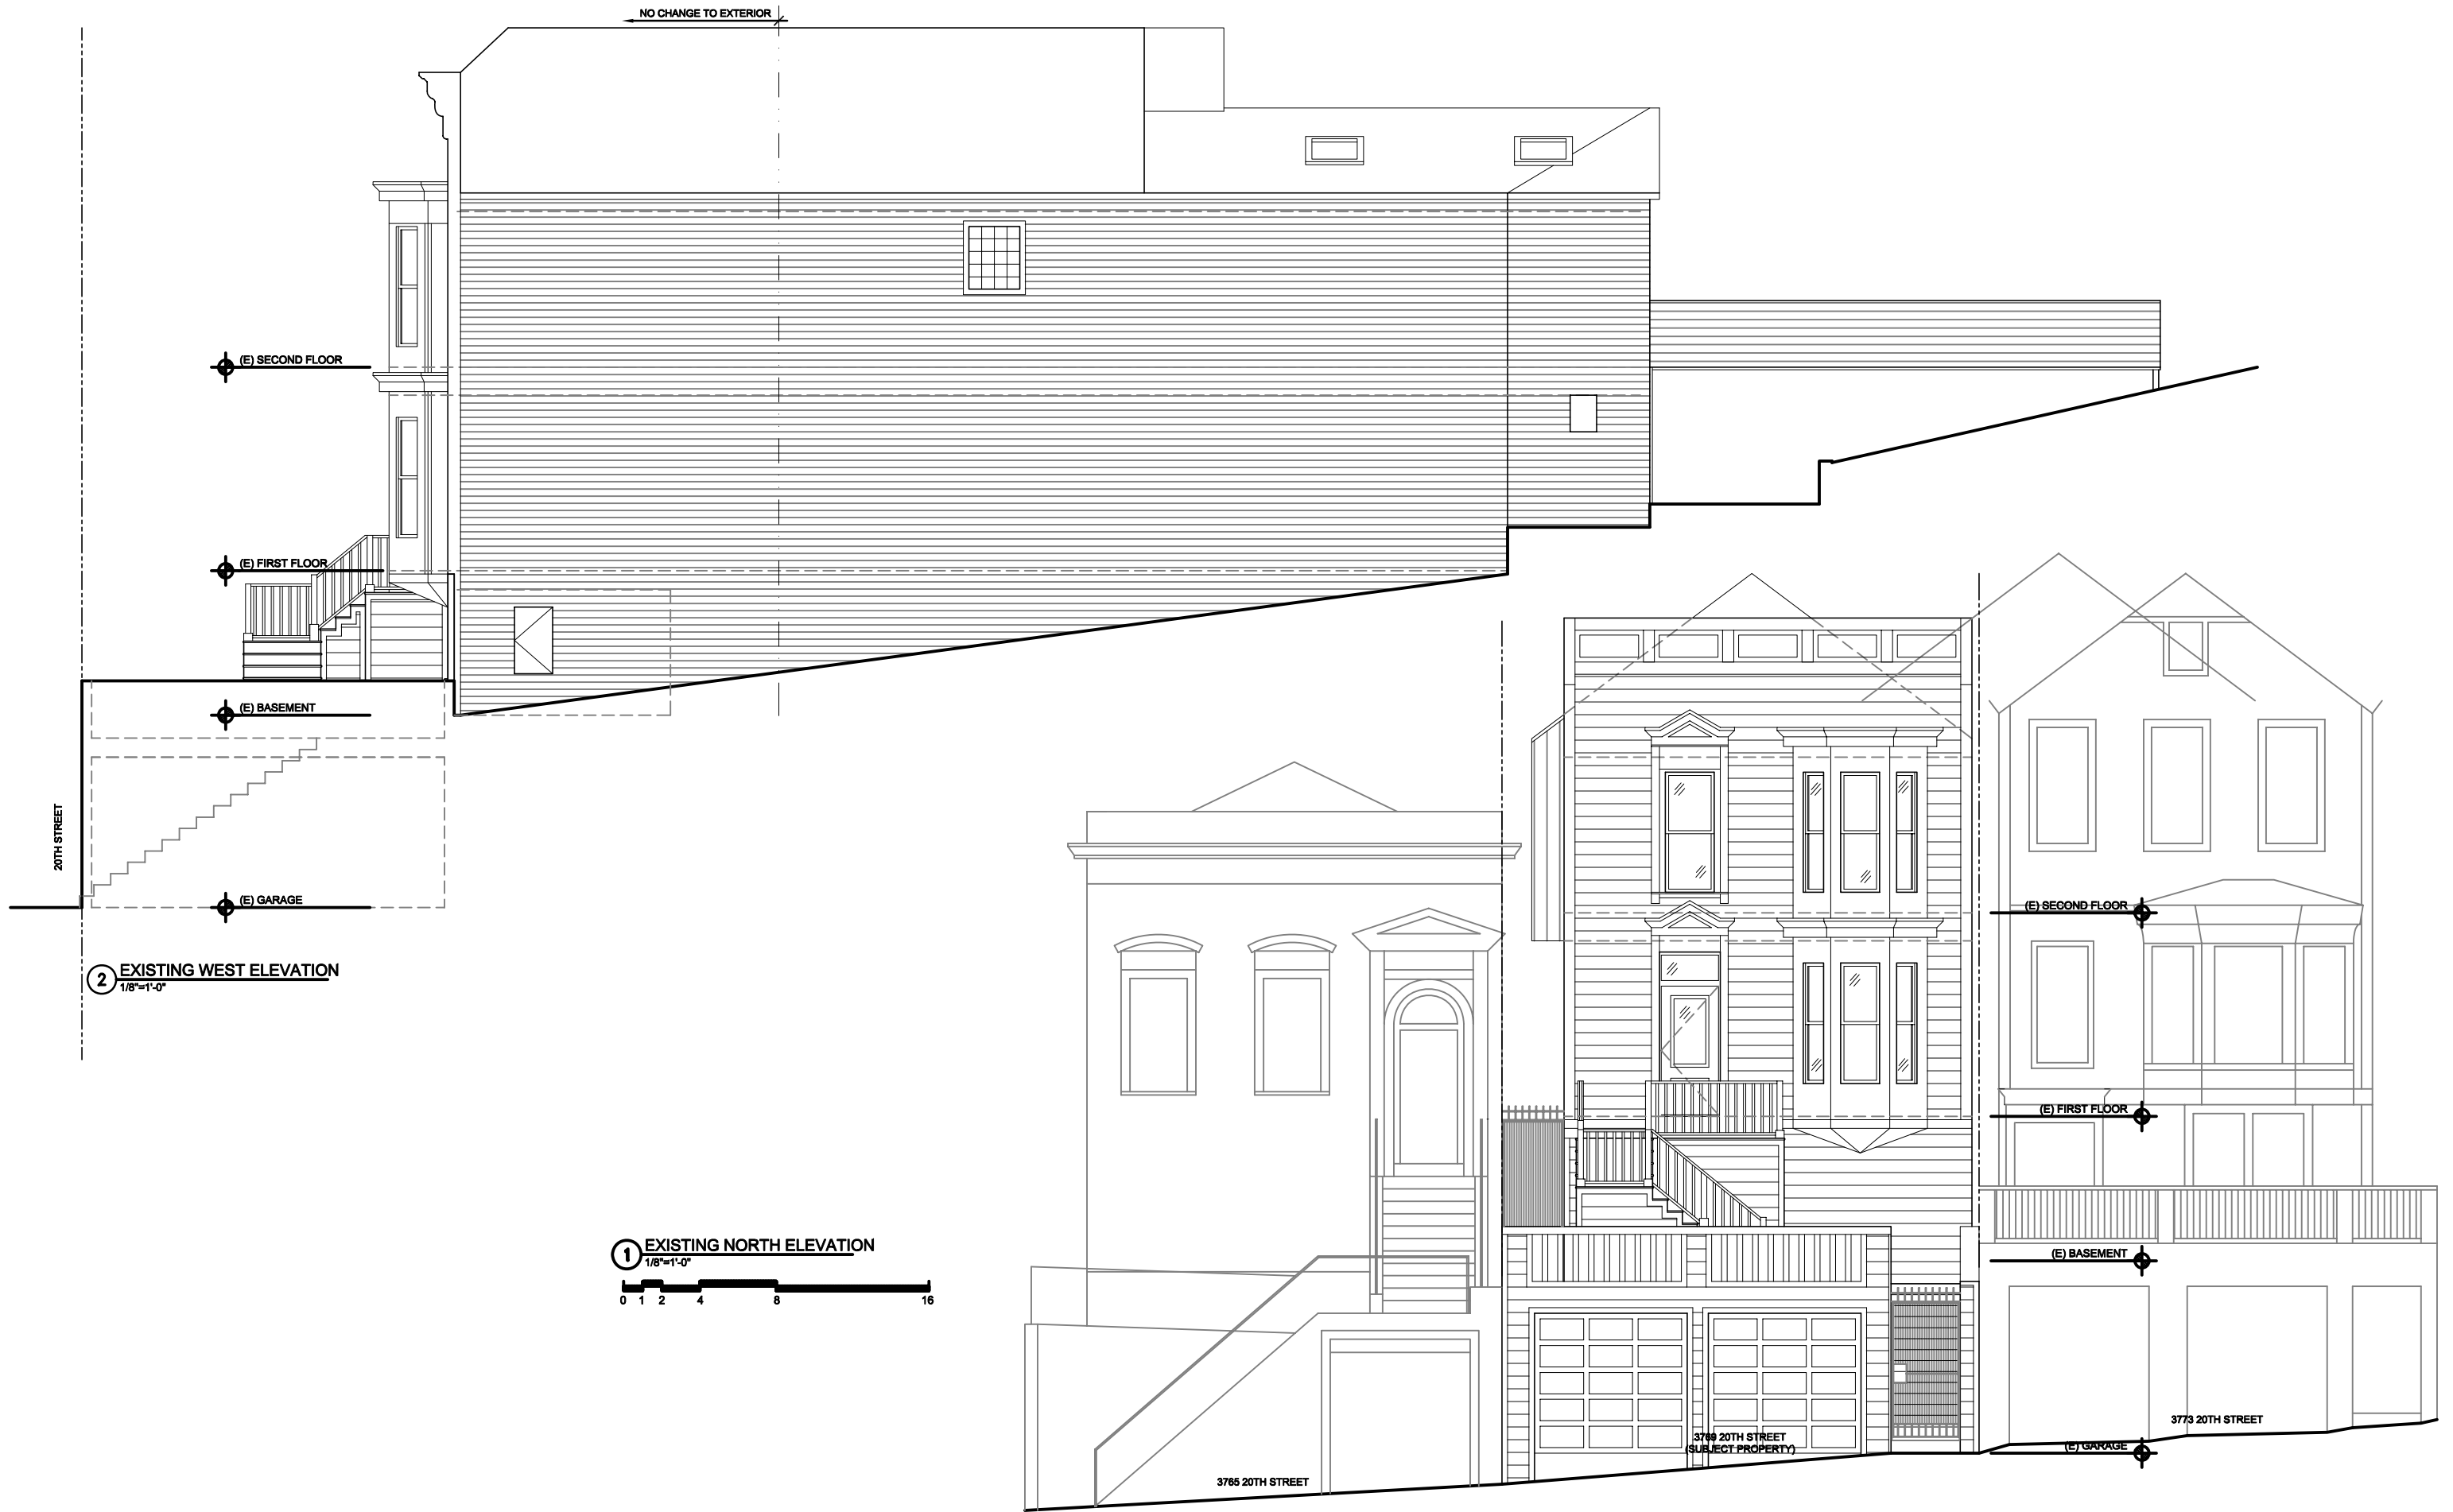 NO CHANGE TO EXTERIOR
(E) SECOND FLOOR
(E) FIRST FLOOR
(E) BASEMENT
20TH STREET
(E) GARAGE
2 EXISTING WEST ELEVATION
1/8"=1'-0"
(E) SECOND FLOOR
(E) FIRST FLOOR
1 EXISTING NORTH ELEVATION
1/8"=1'-0"
0 1 2 4 8 16
(E) BASEMENT
3773 20TH STREET
3769 20TH STREET
(SUBJECT PROPERTY)
(E) GARAGE
3765 20TH STREET